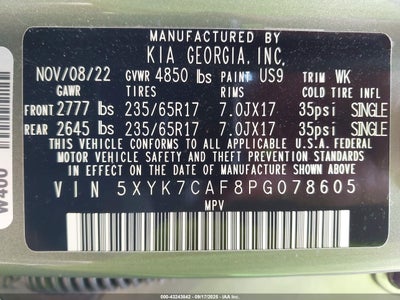 MANUFACTURED BY
KIA GEORGIA, INC.
NOV/08/22 GVWR 4850 lbs PAINT US9 TRIM WK
GAWR TIRES RIMS COLD TIRE INFL
FRONT 2777 lbs 235/65R17 7.0JX17 35psi SINGLE
REAR 2645 lbs 235/65R17 7.0JX17 35psi SINGLE
THIS VEHICLE CONFORMS TO ALL APPLICABLE U.S.A FEDERAL
MOTOR VEHICLE SAFETY, BUMPER, AND THEFT PREVENTION
STANDARDS IN EFFECT ON THE DATE OF MANUFACTURE SHOWN ABOVE.
VIN 5XYK7CAF8PG078605
MPV
W400
000-43243042 - 09/17/2025 - IAA